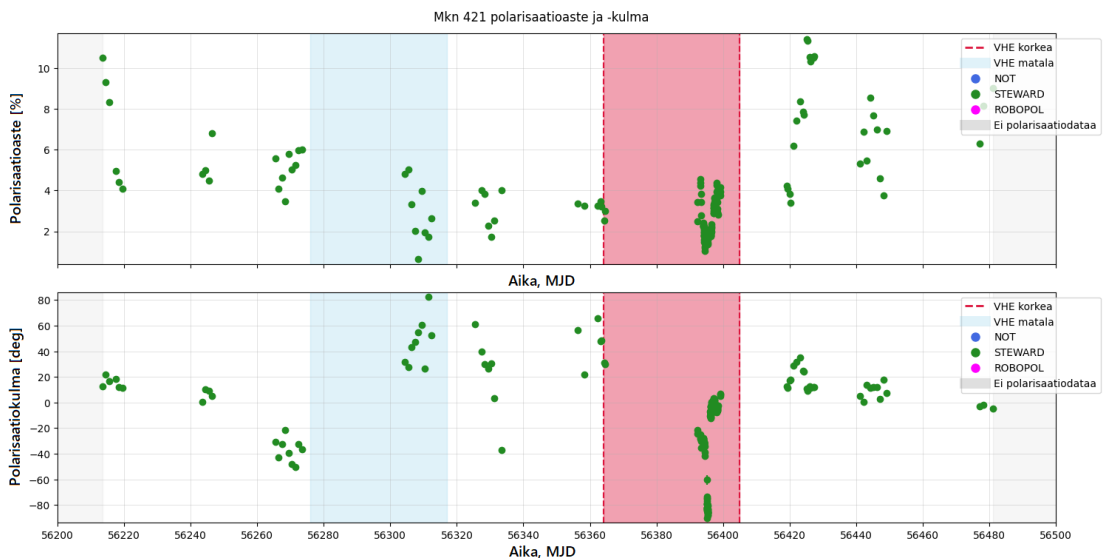 Mkn 421 polarisaatioaste ja -kulma
Polarisaatioaste [%]
10
8
6
4
2
VHE korkea
VHE matala
NOT
STEWARD
ROBOPOL
Ei polarisaatiodataa
Aika, MJD
Polarisaatiokulma [deg]
80
60
40
20
0
−20
−40
−60
−80
VHE korkea
VHE matala
NOT
STEWARD
ROBOPOL
Ei polarisaatiodataa
56200 56220 56240 56260 56280 56300 56320 56340 56360 56380 56400 56420 56440 56460 56480 56500
Aika, MJD